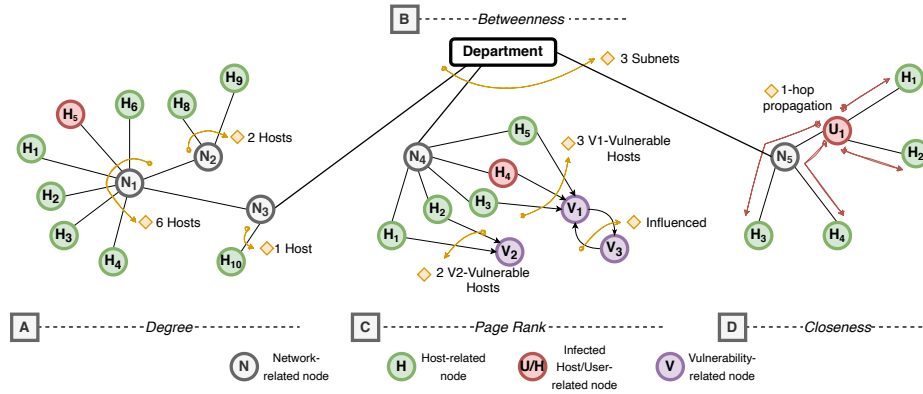 B Betweenness
Department
3 Subnets
H9
H5
H6
H8
2 Hosts
H1
N2
N1
H2
N3
6 Hosts
H3
1 Host
H4
H10
H5
3 V1-Vulnerable
Hosts
N4
H4
H3
H2
V1
Influenced
H1
V2
V3
2 V2-Vulnerable
Hosts
1-hop
propagation
H1
U1
N5
H2
H3
H4
A Degree
C Page Rank
D Closeness
N Network-
related node
H Host-related
node
U/H Infected
Host/User-
related node
V Vulnerability-
related node